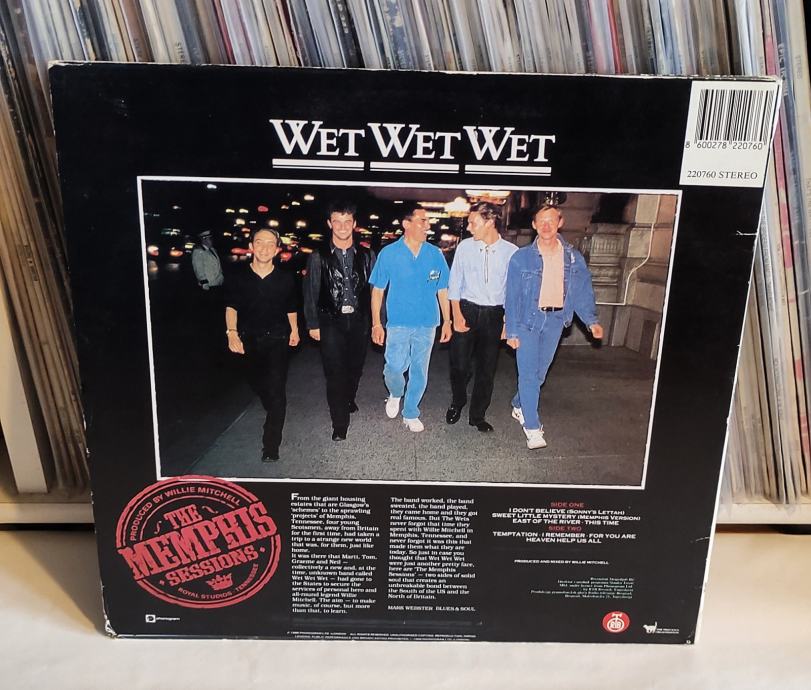 WET WET WET
8 600278 220760
220760 STEREO
PRODUCED BY WILLIE MITCHELL
THE
MEMPHIS
SESSIONS
ROYAL STUDIOS · TENNESSEE
phonogram
From the giant housing
estates that are Glasgow's
'schemes' to the sprawling
'projects' of Memphis,
Tennessee, four young
Scotsmen, away from Britain
for the first time, had taken a
trip to a strange new world
that was, for them, just like
home.
It was there that Marti, Tom,
Graeme and Neil —
collectively a new and, at the
time, unknown band called
Wet Wet Wet — had gone to
the States to secure the
services of personal hero and
all-round legend Willie
Mitchell. The aim — to make
music, of course, but more
than that, to learn.
The band worked, the band
sweated, the band played,
they came home and they got
real famous. But The Wets
never forgot that time they
spent with Willie Mitchell in
Memphis, Tennessee, and
never forgot it was this that
made them what they are
today. So just in case you
thought that Wet Wet Wet
were just another pretty face,
here are 'The Memphis
Sessions' — two sides of solid
soul that creates an
unbreakable bond between
the South of the US and the
North of Britain.
MARK WEBSTER BLUES & SOUL
SIDE ONE
I DON'T BELIEVE (SONNY'S LETTAH)
SWEET LITTLE MYSTERY (MEMPHIS VERSION)
EAST OF THE RIVER · THIS TIME
SIDE TWO
TEMPTATION · I REMEMBER · FOR YOU ARE
HEAVEN HELP US ALL
PRODUCED AND MIXED BY WILLIE MITCHELL
RTB